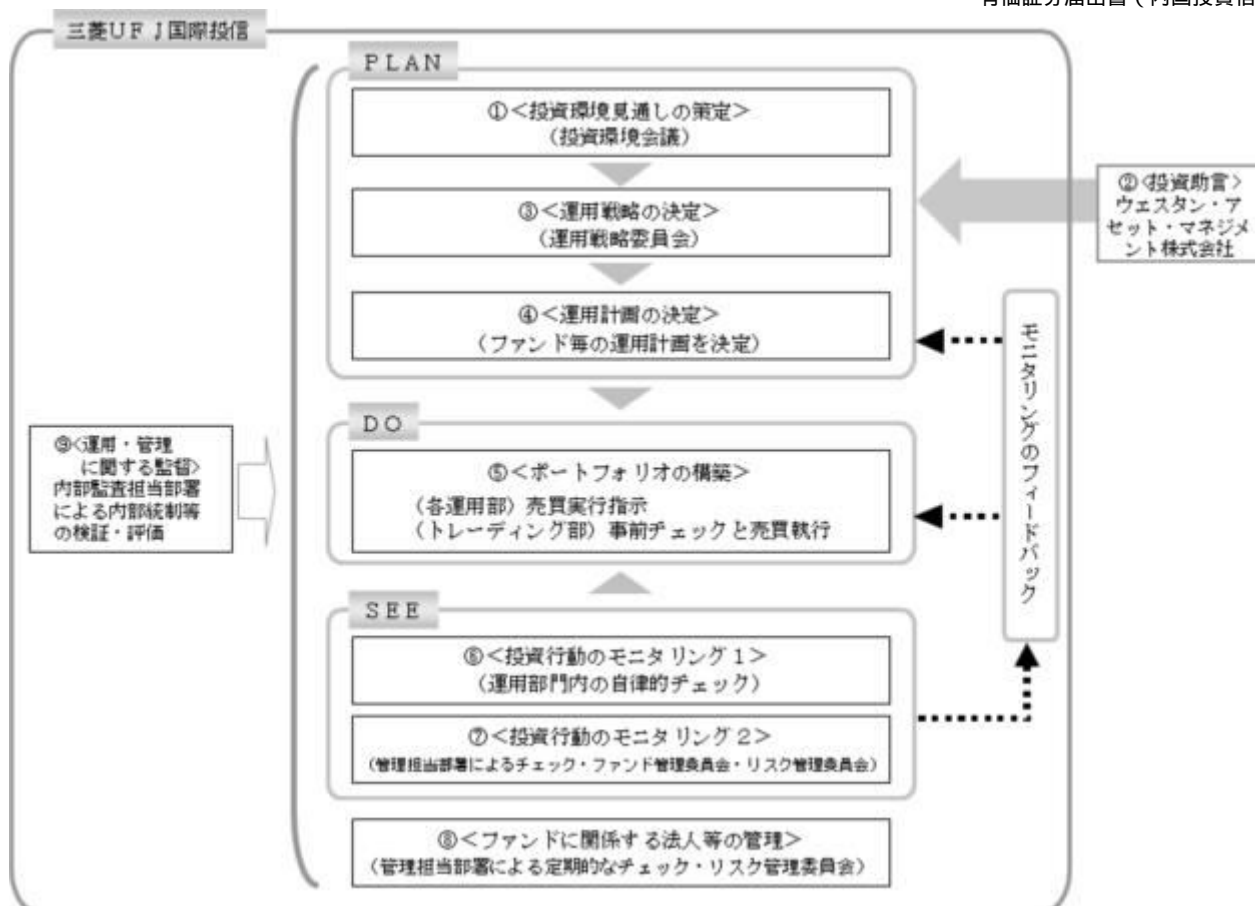 有価証券届出書（内国投資信
三菱ＵＦＪ国際投信
ＰＬＡＮ
①＜投資環境見通しの策定＞
（投資環境会議）
②＜投資助言＞
ウェスタン・ア
セット・マネジメ
ント株式会社
③＜運用戦略の決定＞
（運用戦略委員会）
④＜運用計画の決定＞
（ファンド毎の運用計画を決定）
モニタリングのフィードバック
ＤＯ
⑤＜ポートフォリオの構築＞
（各運用部）売買実行指示
（トレーディング部）事前チェックと売買執行
⑨＜運用・管理
に関する監督＞
内部監査担当部署
による内部統制等
の検証・評価
ＳＥＥ
⑥＜投資行動のモニタリング１＞
（運用部門内の自律的チェック）
⑦＜投資行動のモニタリング２＞
（管理担当部署によるチェック・ファンド管理委員会・リスク管理委員会）
⑧＜ファンドに関係する法人等の管理＞
（管理担当部署による定期的なチェック・リスク管理委員会）